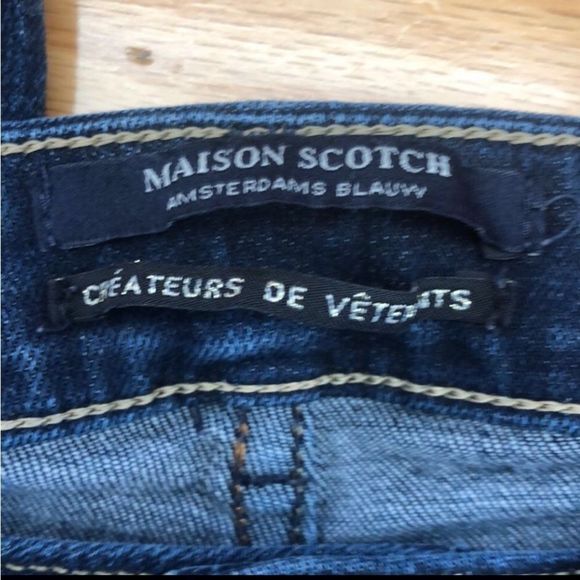 MAISON SCOTCH
AMSTERDAMS BLAUW
CRÉATEURS DE VÊTEMENTS